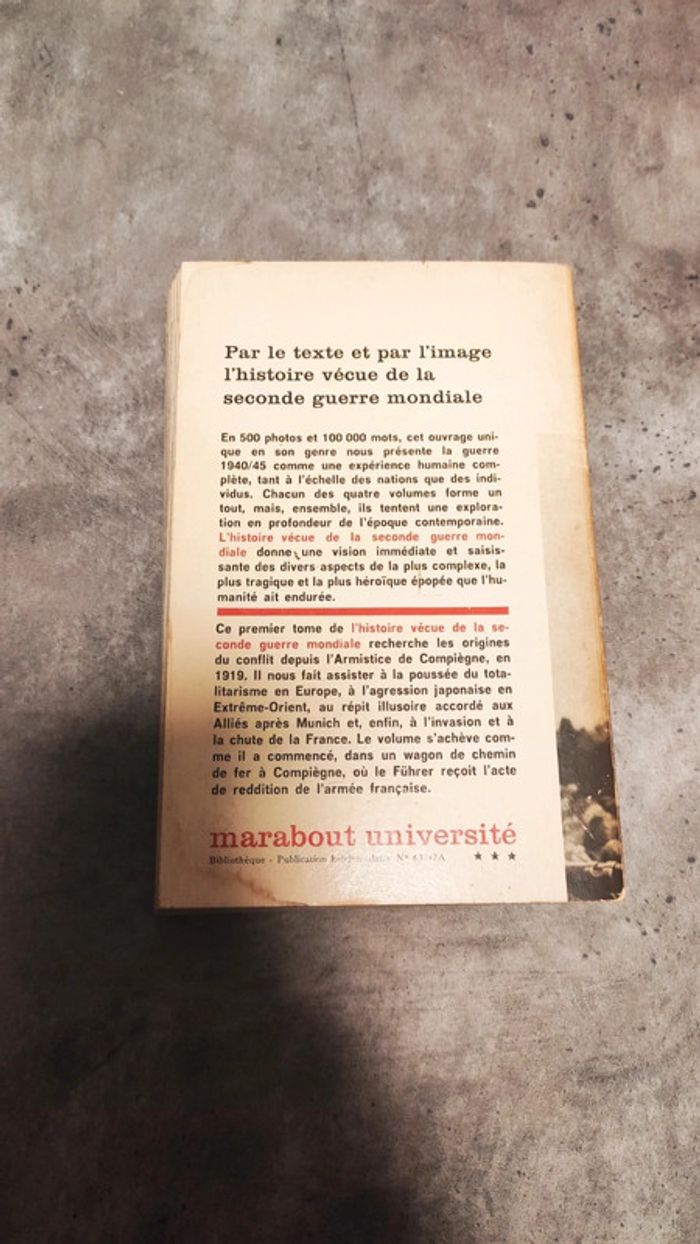 Par le texte et par l'image
l'histoire vécue de la
seconde guerre mondiale
En 500 photos et 100 000 mots, cet ouvrage uni-
que en son genre nous présente la guerre
1940/45 comme une expérience humaine com-
plète, tant à l'échelle des nations que des indi-
vidus. Chacun des quatre volumes forme un
tout, mais, ensemble, ils tentent une explora-
tion en profondeur de l'époque contemporaine.
L'histoire vécue de la seconde guerre mon-
diale donne une vision immédiate et saisis-
sante des divers aspects de la plus complexe, la
plus tragique et la plus héroïque épopée que l'hu-
manité ait endurée.
Ce premier tome de l'histoire vécue de la se-
conde guerre mondiale recherche les origines
du conflit depuis l'Armistice de Compiègne, en
1919. Il nous fait assister à la poussée du tota-
litarisme en Europe, à l'agression japonaise en
Extrême-Orient, au répit illusoire accordé aux
Alliés après Munich et, enfin, à l'invasion et à
la chute de la France. Le volume s'achève com-
me il a commencé, dans un wagon de chemin
de fer à Compiègne, où le Führer reçoit l'acte
de reddition de l'armée française.
marabout université
Bibliothèque - Publication N° ★ ★ ★